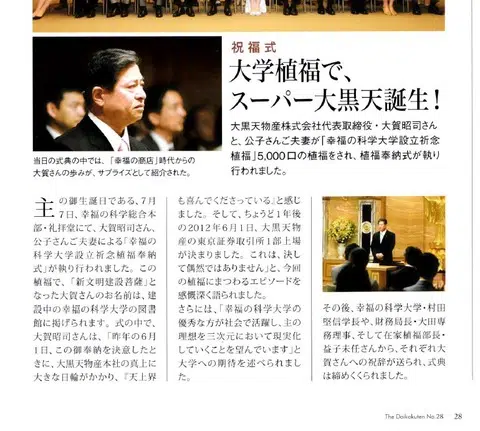 祝福式
大学植福で、
スーパー大黒天誕生！
大黒天物産株式会社代表取締役・大賀昭司さん
と、公子さんご夫妻が「幸福の科学大学設立祈念
植福」5,000口の植福をされ、植福奉納式が執り
行われました。
当日の式典の中では、「幸福の商店」時代からの
大賀さんの歩みが、サプライズとして紹介された。
主の御生誕日である、7月
7日、幸福の科学総合本
部・礼拝堂にて、大賀昭司さん、
公子さんご夫妻による「幸福の
科学大学設立祈念植福奉納
式」が執り行われました。この
植福で、「新文明建設菩薩」と
なった大賀さんのお名前は、建
設中の幸福の科学大学の図書
館に掲げられます。式の中で、
大賀昭司さんは、「昨年の6月
1日、この御奉納を決意したと
きに、大黒天物産本社の真上に
大きな日輪がかかり、『天上界
も喜んでくださっている』と感じ
ました。そして、ちょうど1年後
の2012年6月1日、大黒天物
産の東京証券取引所1部上場
が決まりました。これは、決し
て偶然ではありません」と、今回
の植福にまつわるエピソードを
感慨深く語られました。
さらには、「幸福の科学大学の
優秀な方が社会で活躍し、主の
理想を三次元において現実化
していくことを望んでいます」と
大学への期待を述べられまし
た。
その後、幸福の科学大学・村田
堅信学長や、財務局長・大田専
務理事、そして在家植福部長・
益子未任さんから、それぞれ大
賀さんへの祝辞が送られ、式典
は締めくくられました。
The Daikokuten No.28. 28